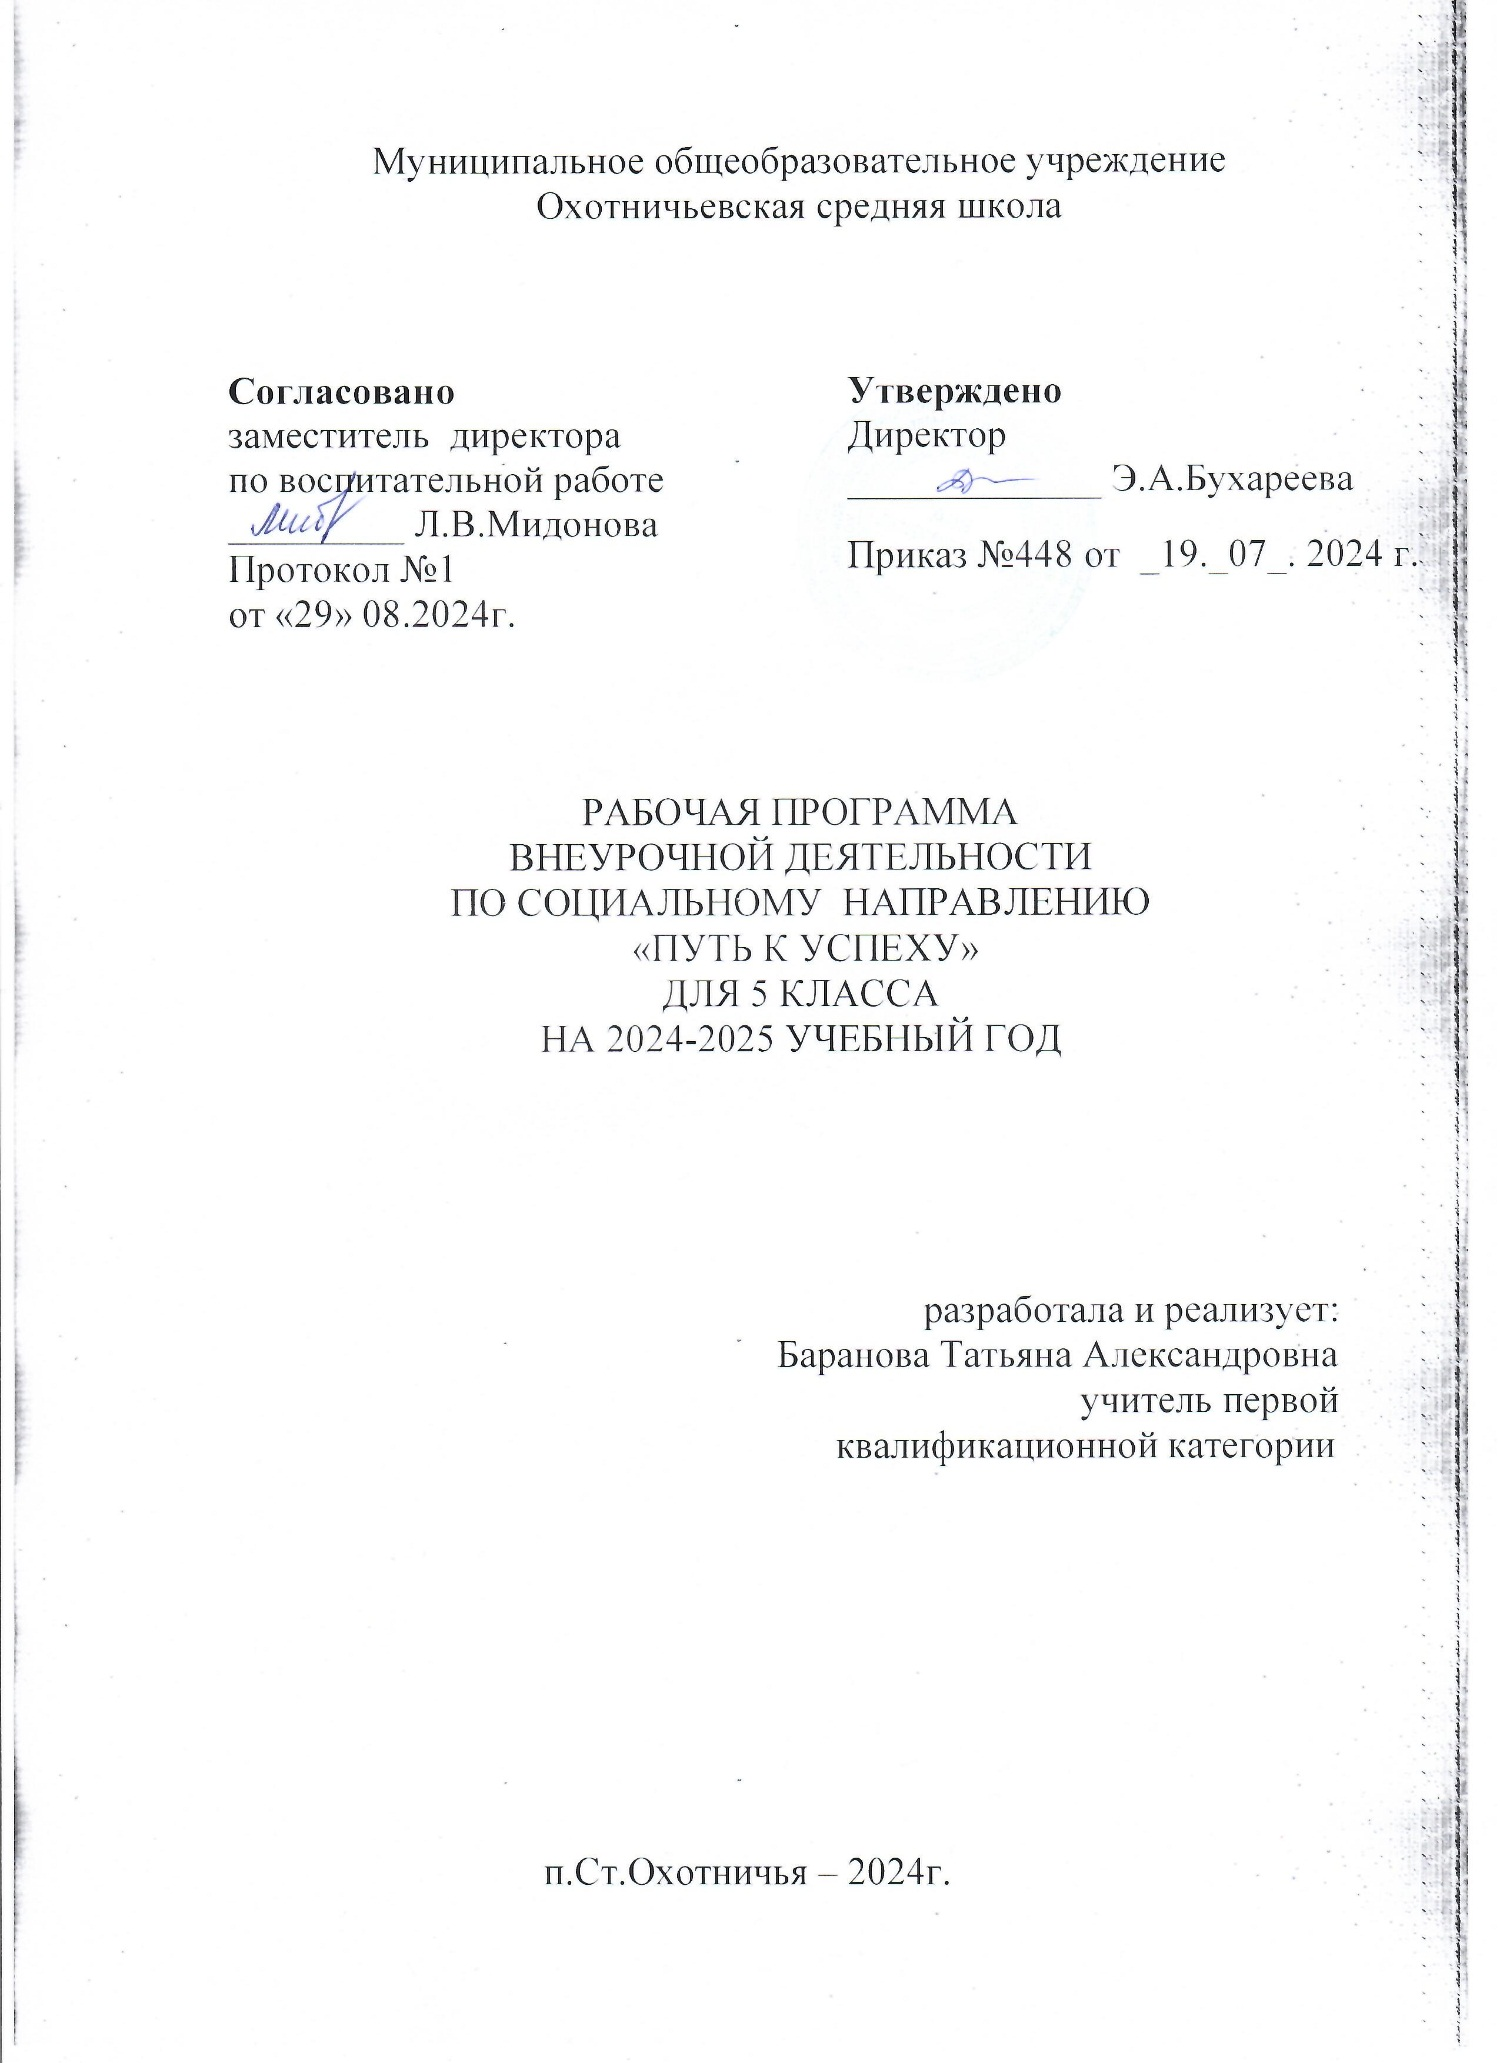 Муниципальное общеобразовательное учреждение
Охотничьевская средняя школа
Согласовано
заместитель директора
по воспитательной работе
__________ Л.В.Мидонова
Протокол №1
от «29» 08.2024г.
Утверждено
Директор
_____________ Э.А.Бухареева
Приказ №448 от _19._07_. 2024 г.
РАБОЧАЯ ПРОГРАММА
ВНЕУРОЧНОЙ ДЕЯТЕЛЬНОСТИ
ПО СОЦИАЛЬНОМУ НАПРАВЛЕНИЮ
«ПУТЬ К УСПЕХУ»
ДЛЯ 5 КЛАССА
НА 2024-2025 УЧЕБНЫЙ ГОД
разработала и реализует:
Баранова Татьяна Александровна
учитель первой
квалификационной категории
п.Ст.Охотничья – 2024г.